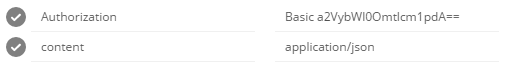 Authorization Basic a2VybWl0Omtlcm1pdA==
content application/json